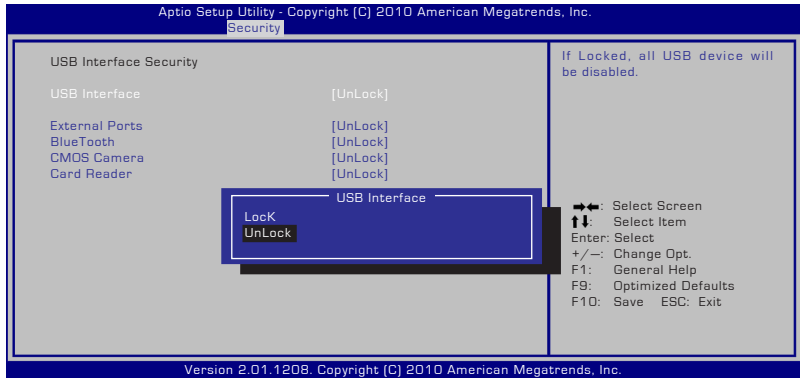 Aptio Setup Utility - Copyright (C) 2010 American Megatrends, Inc.
Security
USB Interface Security
USB Interface [UnLock]
External Ports [UnLock]
BlueTooth [UnLock]
CMOS Camera [UnLock]
Card Reader [UnLock]
USB Interface
LocK
UnLock
If Locked, all USB device will
be disabled.
→←: Select Screen
↑↓: Select Item
Enter: Select
+/—: Change Opt.
F1: General Help
F9: Optimized Defaults
F10: Save ESC: Exit
Version 2.01.1208. Copyright (C) 2010 American Megatrends, Inc.